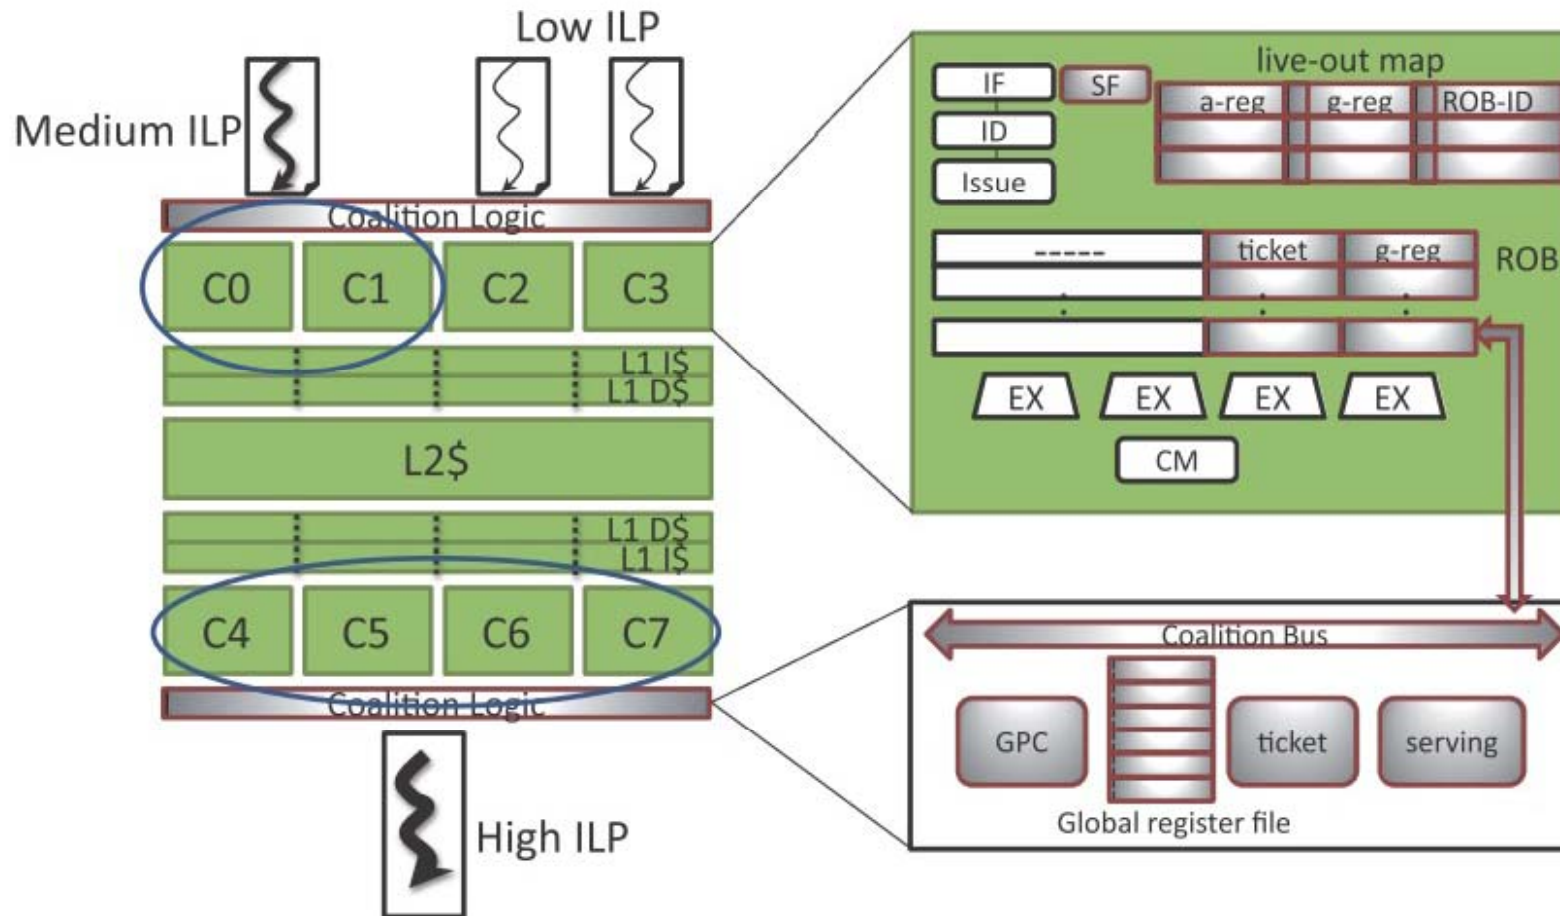 Low ILP
Medium ILP
Coalition Logic
C0 C1 C2 C3
L1 I$
L1 D$
L2$
L1 D$
L1 I$
C4 C5 C6 C7
Coalition Logic
High ILP
live-out map
IF SF
a-reg g-reg ROB-ID
ID
Issue
----- ticket g-reg ROB
EX EX EX EX
CM
Coalition Bus
GPC ticket serving
Global register file